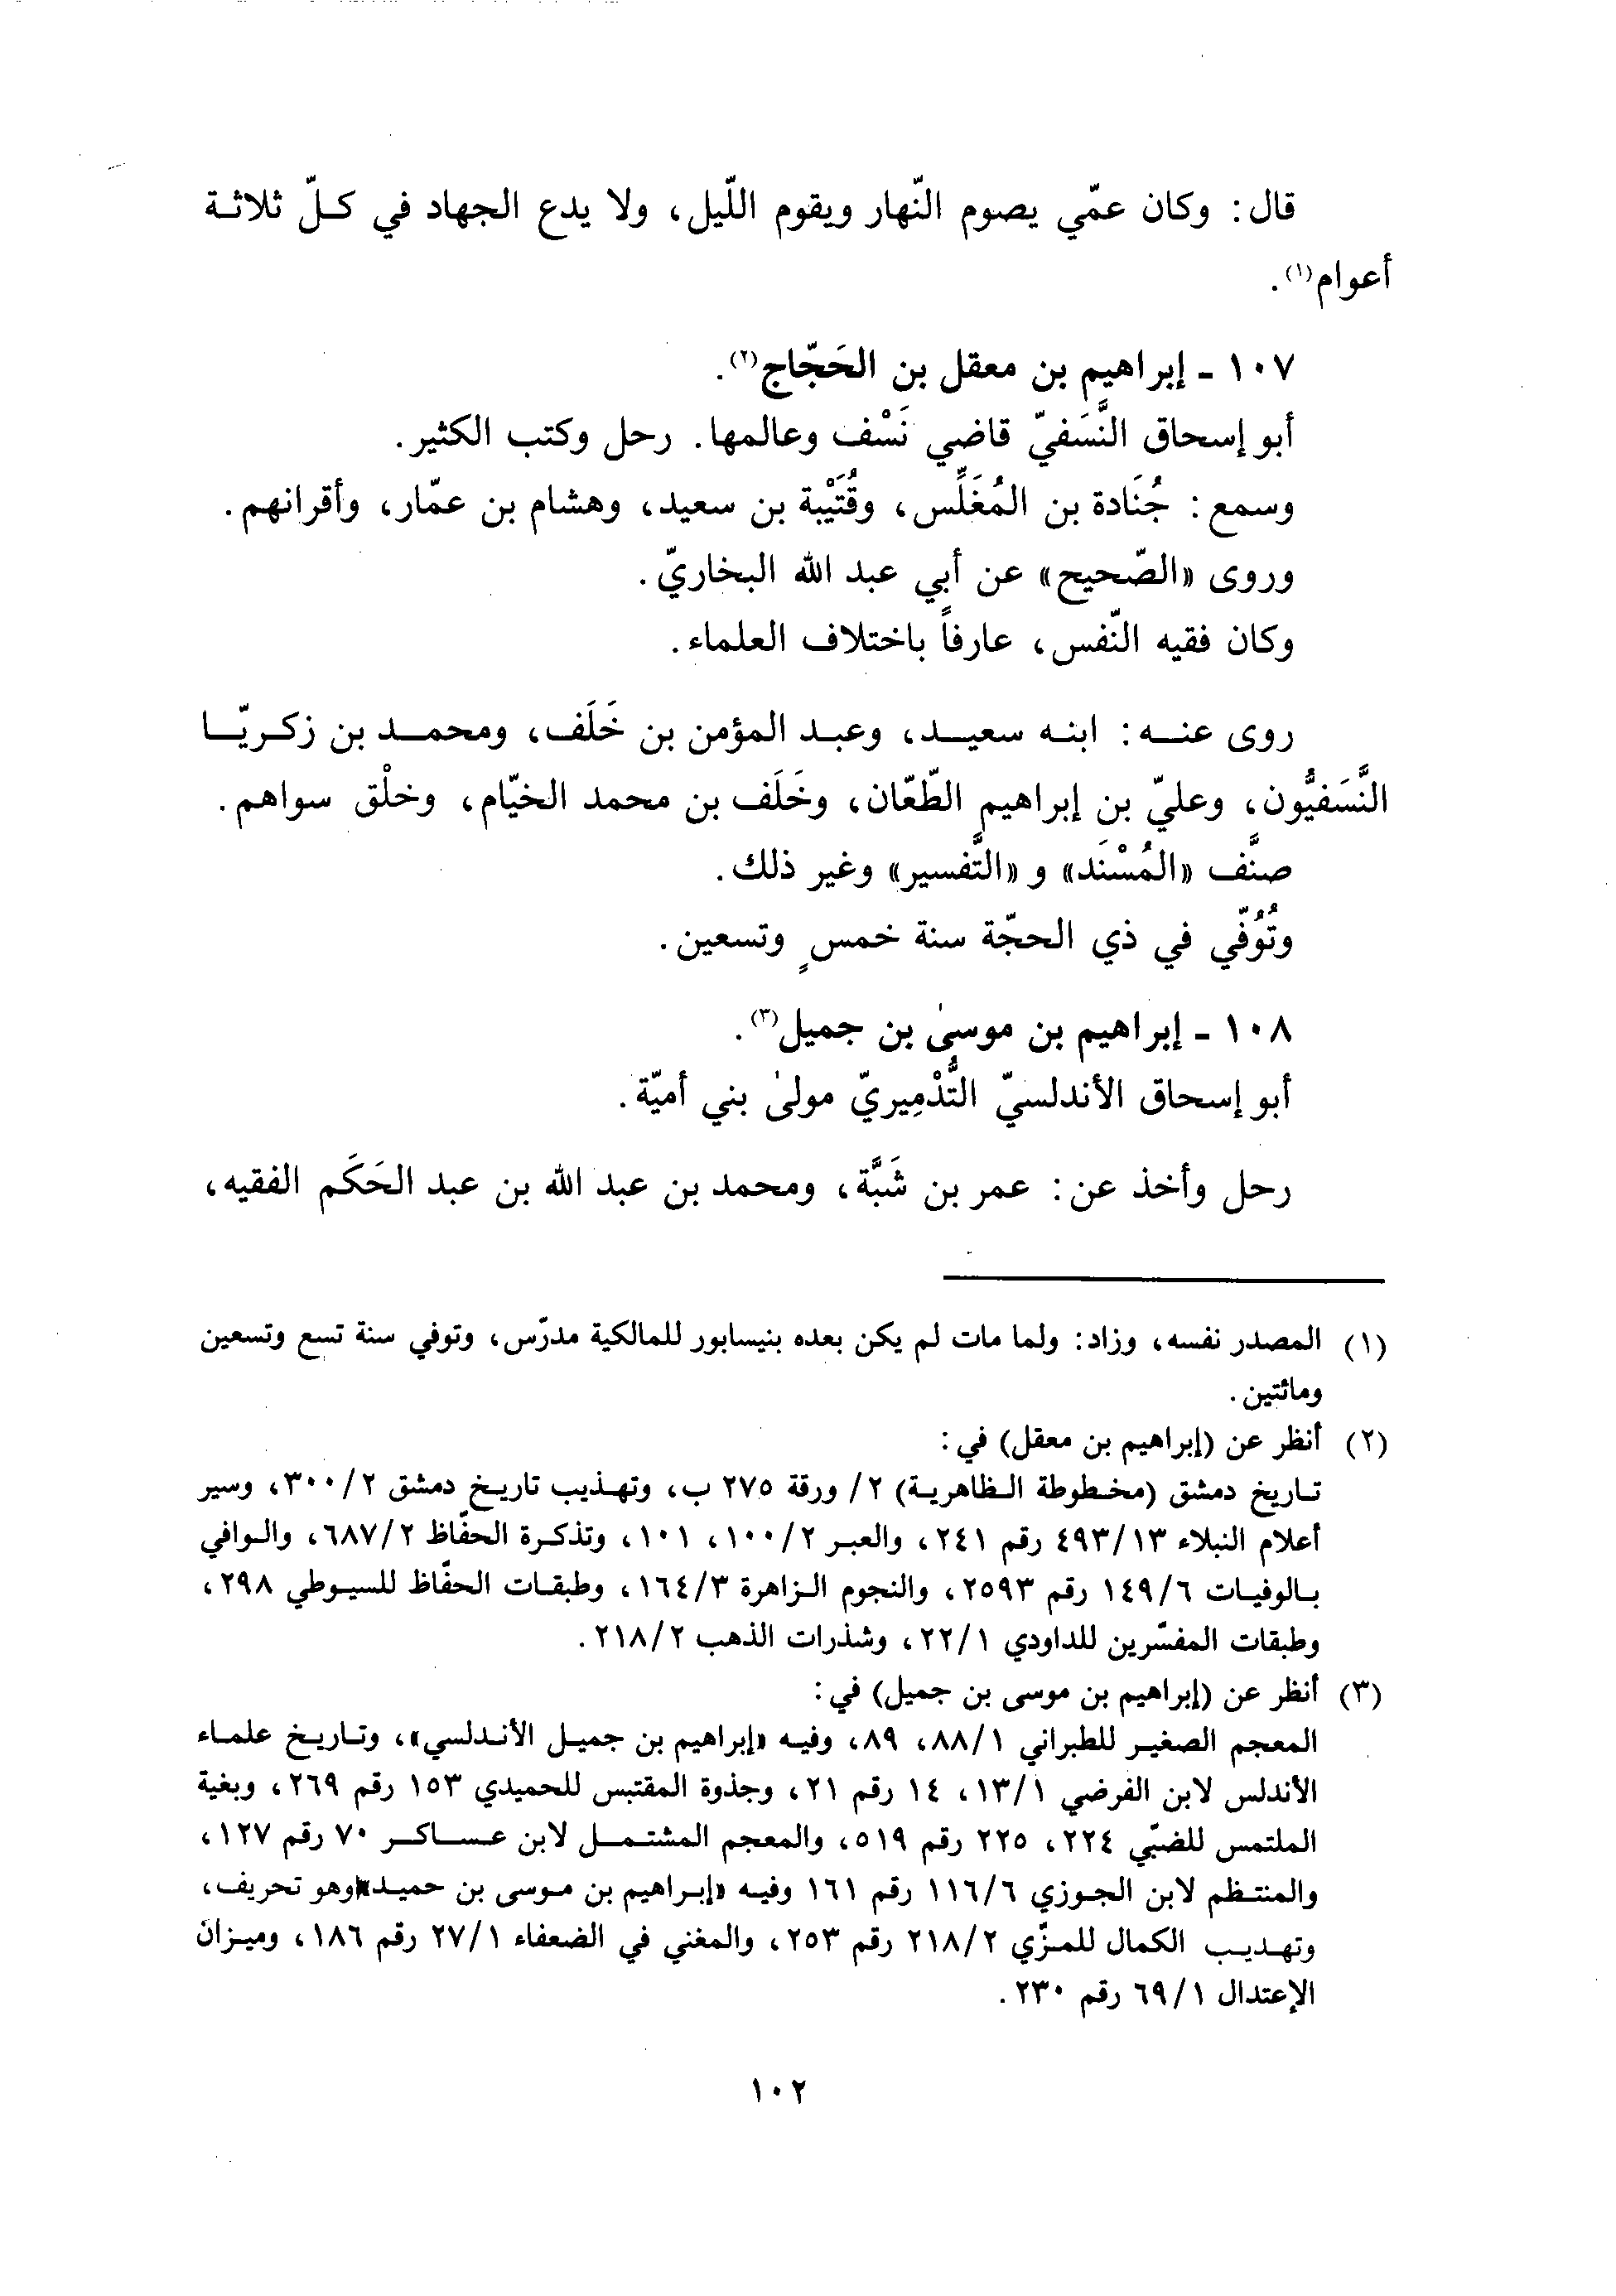 قال: وكان عمّي يصوم النّهار ويقوم اللّيل، ولا يدع الجهاد في كلّ ثلاثة
أعوام(١).
١٠٧ - إبراهيم بن معقل بن الحَجّاج(٢).
أبو إسحاق النَّسَفيّ قاضي نَسْف وعالمها. رحل وكتب الكثير.
وسمع: جُنَادة بن المُغَلِّس، وقُتَيْبة بن سعيد، وهشام بن عمّار، وأقرانهم.
وروى «الصّحيح» عن أبي عبد الله البخاريّ.
وكان فقيه النّفس، عارفاً باختلاف العلماء.
روى عنه: ابنه سعيد، وعبد المؤمن بن خَلَف، ومحمد بن زكريّا
النَّسَفيُّون، وعليّ بن إبراهيم الطّعّان، وخَلَف بن محمد الخيّام، وخلْق سواهم.
صنَّف «المُسْنَد» و «التَّفسير» وغير ذلك.
وتُوُفّي في ذي الحجّة سنة خمسٍ وتسعين.
١٠٨ - إبراهيم بن موسىٰ بن جميل(٣).
أبو إسحاق الأندلسيّ التُّدْمِيريّ مولىٰ بني أميّة.
رحل وأخذ عن: عمر بن شَبَّة، ومحمد بن عبد الله بن عبد الحَكَم الفقيه،
(١) المصدر نفسه، وزاد: ولما مات لم يكن بعده بنيسابور للمالكية مدرّس، وتوفي سنة تسع وتسعين
ومائتين.
(٢) أنظر عن (إبراهيم بن معقل) في:
تاريخ دمشق (مخطوطة الظاهرية) ٢/ ورقة ٢٧٥ ب، وتهذيب تاريخ دمشق ٢/٣٠٠، وسير
أعلام النبلاء ١٣/٤٩٣ رقم ٢٤١، والعبر ٢/١٠٠، ١٠١، وتذكرة الحفّاظ ٢/٦٨٧، والوافي
بالوفيات ٦/١٤٩ رقم ٢٥٩٣، والنجوم الزاهرة ٣/١٦٤، وطبقات الحفّاظ للسيوطي ٢٩٨،
وطبقات المفسّرين للداودي ١/٢٢، وشذرات الذهب ٢/٢١٨.
(٣) أنظر عن (إبراهيم بن موسى بن جميل) في:
المعجم الصغير للطبراني ١/٨٨، ٨٩، وفيه «إبراهيم بن جميل الأندلسي»، وتاريخ علماء
الأندلس لابن الفرضي ١/١٣، ١٤ رقم ٢١، وجذوة المقتبس للحميدي ١٥٣ رقم ٢٦٩، وبغية
الملتمس للضبّي ٢٢٤، ٢٢٥ رقم ٥١٩، والمعجم المشتمل لابن عساكر ٧٠ رقم ١٢٧،
والمنتظم لابن الجوزي ٦/١١٦ رقم ١٦١ وفيه «إبراهيم بن موسى بن حميد» وهو تحريف،
وتهديب الكمال للمزّي ٢/٢١٨ رقم ٢٥٣، والمغني في الضعفاء ١/٢٧ رقم ١٨٦، وميزان
الإعتدال ١/٦٩ رقم ٢٣٠.
١٠٢